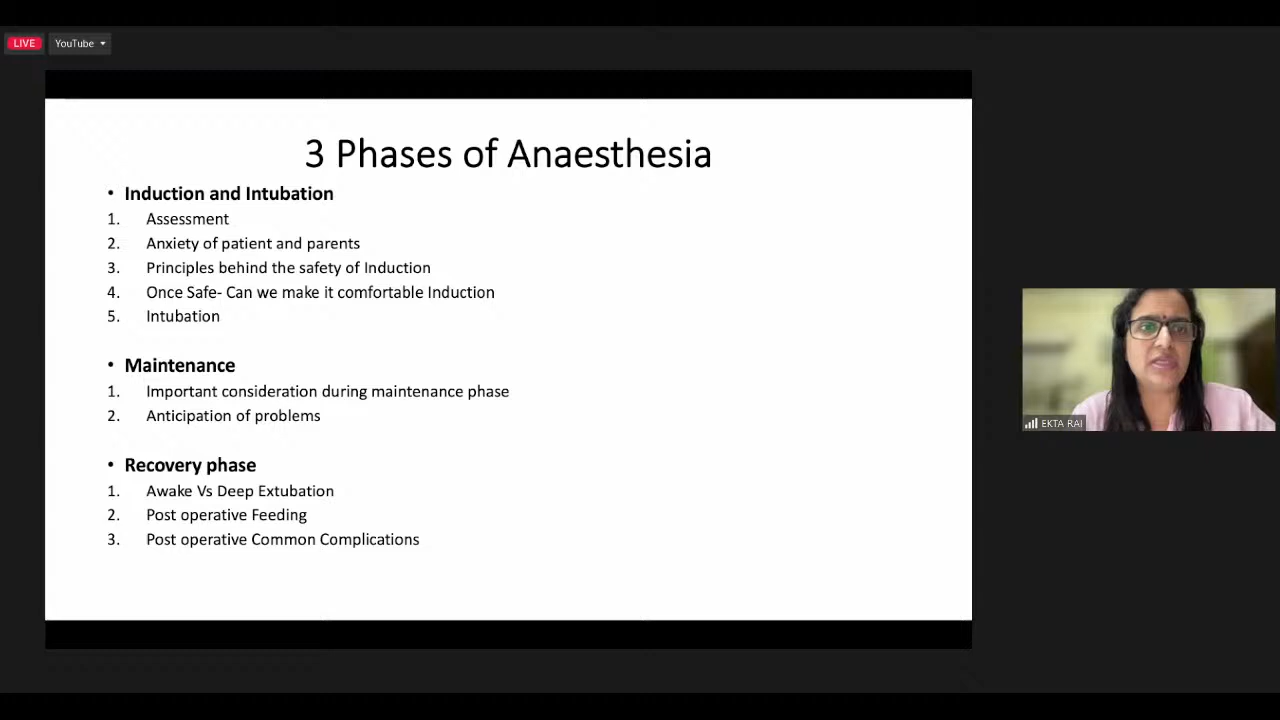 LIVE
YouTube
3 Phases of Anaesthesia
• Induction and Intubation
1. Assessment
2. Anxiety of patient and parents
3. Principles behind the safety of Induction
4. Once Safe- Can we make it comfortable Induction
5. Intubation
• Maintenance
1. Important consideration during maintenance phase
2. Anticipation of problems
• Recovery phase
1. Awake Vs Deep Extubation
2. Post operative Feeding
3. Post operative Common Complications
EKTA RAI